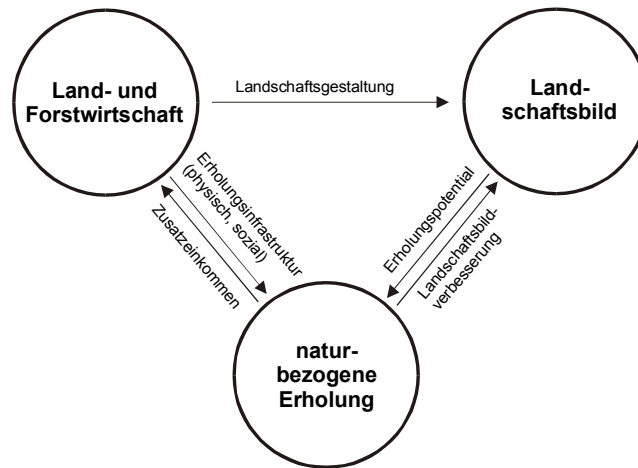 Land- und
Forstwirtschaft
Landschaftsgestaltung
Land-
schaftsbild
Erholungsinfrastruktur
(physisch, sozial)
Zusatzeinkommen
Erholungspotential
Landschaftsbild-
verbesserung
natur-
bezogene
Erholung